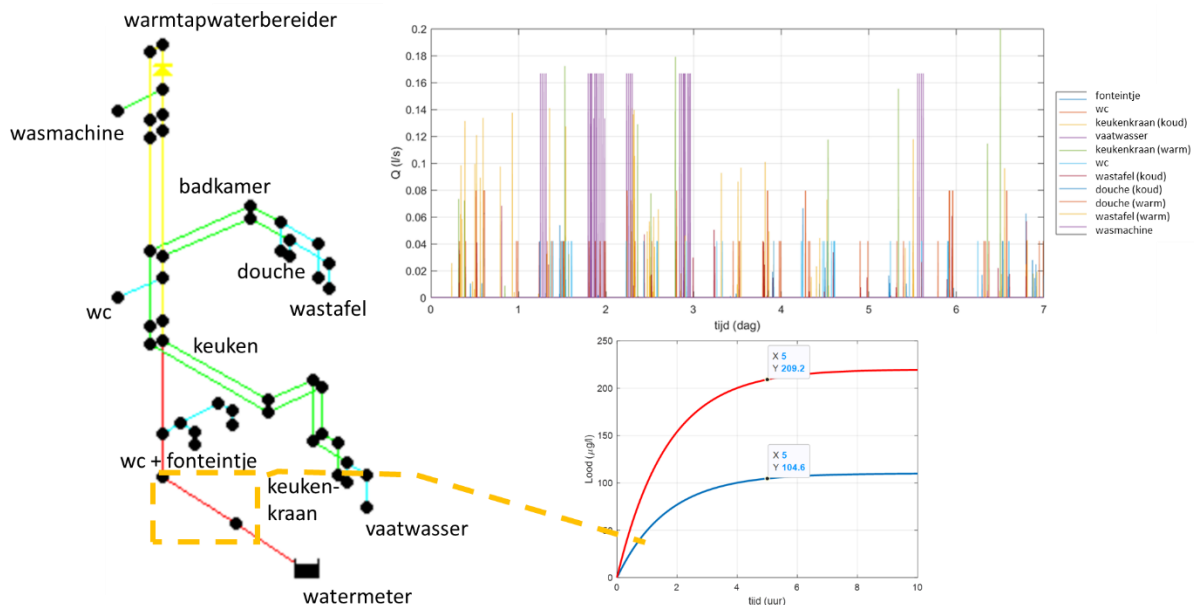 warmtapwaterbereider
wasmachine
badkamer
douche
wastafel
wc
keuken
wc + fonteintje
keuken-
kraan
vaatwasser
watermeter
Q (l/s)
0.2
0.18
0.16
0.14
0.12
0.1
0.08
0.06
0.04
0.02
0
0 1 2 3 4 5 6 7
tijd (dag)
fonteintje
wc
keukenkraan (koud)
vaatwasser
keukenkraan (warm)
wc
wastafel (koud)
douche (koud)
douche (warm)
wastafel (warm)
wasmachine
Lood (µg/l)
250
200
150
100
50
0
X 5
Y 209.2
X 5
Y 104.6
0 2 4 6 8 10
tijd (uur)